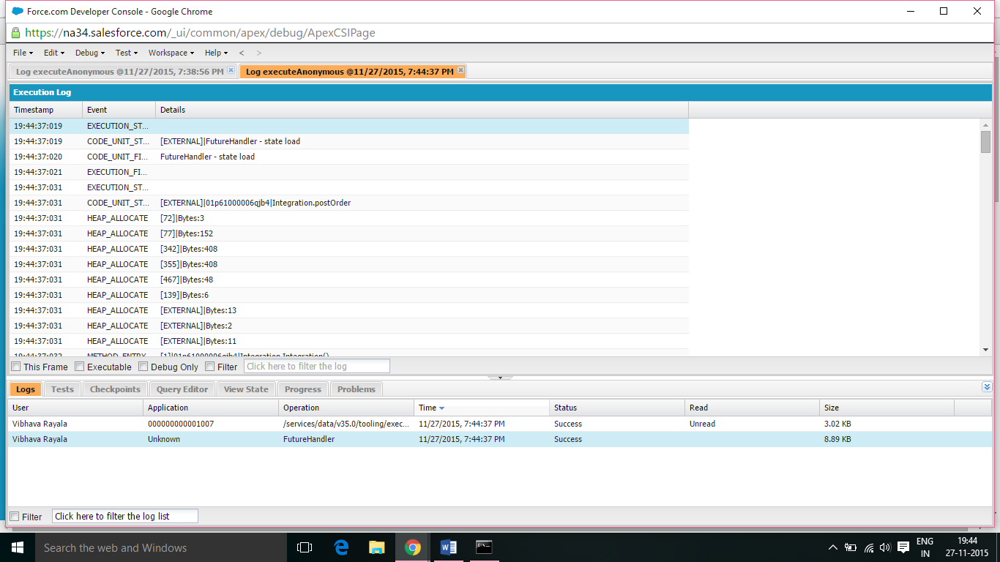 Force.com Developer Console - Google Chrome
https://na34.salesforce.com/_ui/common/apex/debug/ApexCSIPage
File Edit Debug Test Workspace Help < >
Log executeAnonymous @11/27/2015, 7:38:56 PM Log executeAnonymous @11/27/2015, 7:44:37 PM
Execution Log
Timestamp Event Details
19:44:37:019 EXECUTION_ST...
19:44:37:019 CODE_UNIT_ST... [EXTERNAL]|FutureHandler - state load
19:44:37:020 CODE_UNIT_FI... FutureHandler - state load
19:44:37:021 EXECUTION_FI...
19:44:37:031 EXECUTION_ST...
19:44:37:031 CODE_UNIT_ST... [EXTERNAL]|01p61000006qjb4|Integration.postOrder
19:44:37:031 HEAP_ALLOCATE [72]|Bytes:3
19:44:37:031 HEAP_ALLOCATE [77]|Bytes:152
19:44:37:031 HEAP_ALLOCATE [342]|Bytes:408
19:44:37:031 HEAP_ALLOCATE [355]|Bytes:408
19:44:37:031 HEAP_ALLOCATE [467]|Bytes:48
19:44:37:031 HEAP_ALLOCATE [139]|Bytes:6
19:44:37:031 HEAP_ALLOCATE [EXTERNAL]|Bytes:13
19:44:37:031 HEAP_ALLOCATE [EXTERNAL]|Bytes:2
19:44:37:031 HEAP_ALLOCATE [EXTERNAL]|Bytes:11
19:44:37:032 METHOD_ENTRY [1]|01p61000006qjb4|Integration.Integration()
This Frame Executable Debug Only Filter Click here to filter the log
Logs Tests Checkpoints Query Editor View State Progress Problems
User Application Operation Time Status Read Size
Vibhava Rayala 000000000001007 /services/data/v35.0/tooling/exec... 11/27/2015, 7:44:37 PM Success Unread 3.02 KB
Vibhava Rayala Unknown FutureHandler 11/27/2015, 7:44:37 PM Success 8.89 KB
Filter Click here to filter the log list
Search the web and Windows
ENG 19:44
IN 27-11-2015